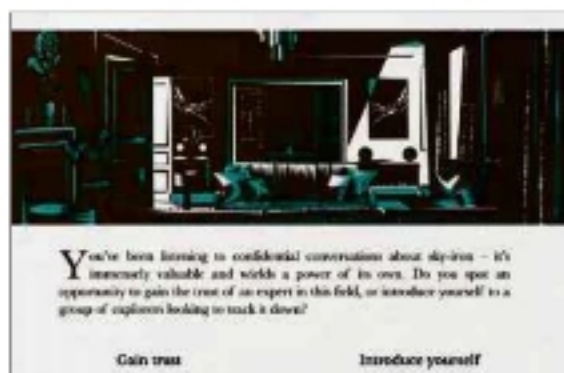 You've been listening to confidential conversations about sky-iron – it's
immensely valuable and wields a power of its own. Do you spot an
opportunity to gain the trust of an expert in this field, or introduce yourself to a
group of explorers looking to track it down?
Gain trust
Introduce yourself